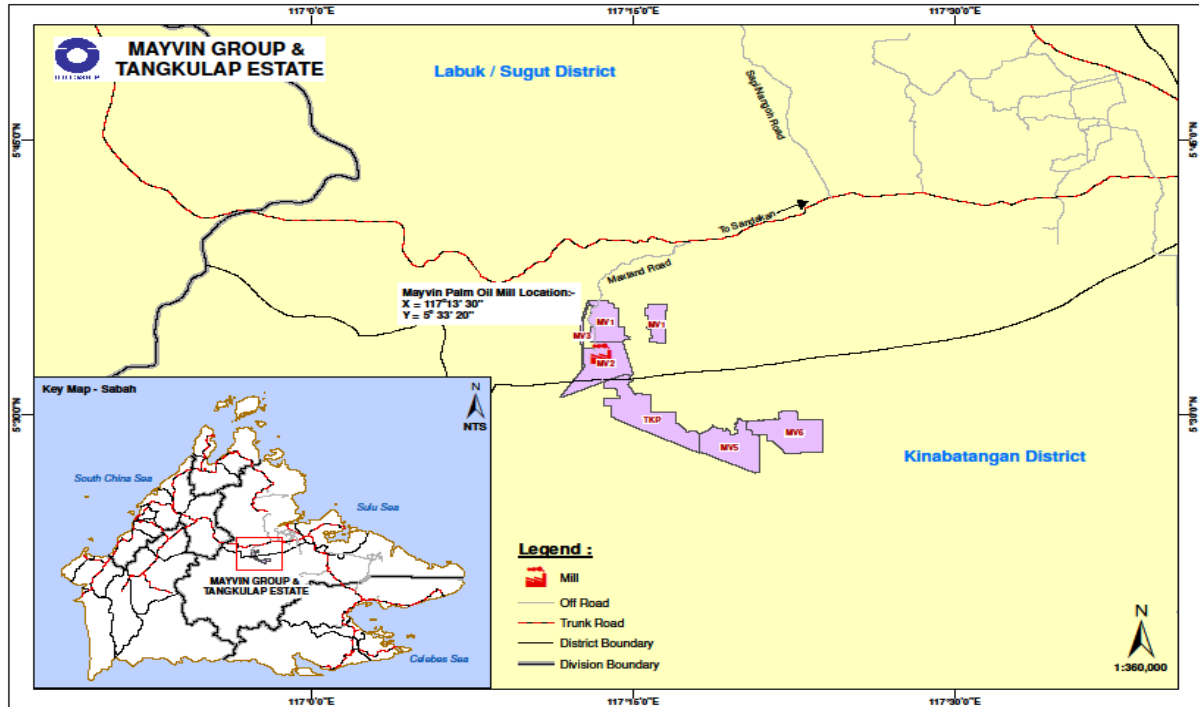 117°0'0"E
117°15'0"E
117°30'0"E
MAYVIN GROUP &
TANGKULAP ESTATE
Labuk / Sugut District
Sapi Nangoh Road
5°45'0"N
5°45'0"N
To Sandakan
Maxland Road
Mayvin Palm Oil Mill Location:-
X = 117°13' 30"
Y = 5° 33' 20"
MV1
MV1
MV3
MV2
5°30'0"N
5°30'0"N
TKP
MV5
MV6
Kinabatangan District
Key Map - Sabah
N
NTS
South China Sea
Sulu Sea
MAYVIN GROUP &
TANGKULAP ESTATE
Celebes Sea
Legend :
Mill
Off Road
Trunk Road
District Boundary
Division Boundary
N
1:360,000
117°0'0"E
117°15'0"E
117°30'0"E